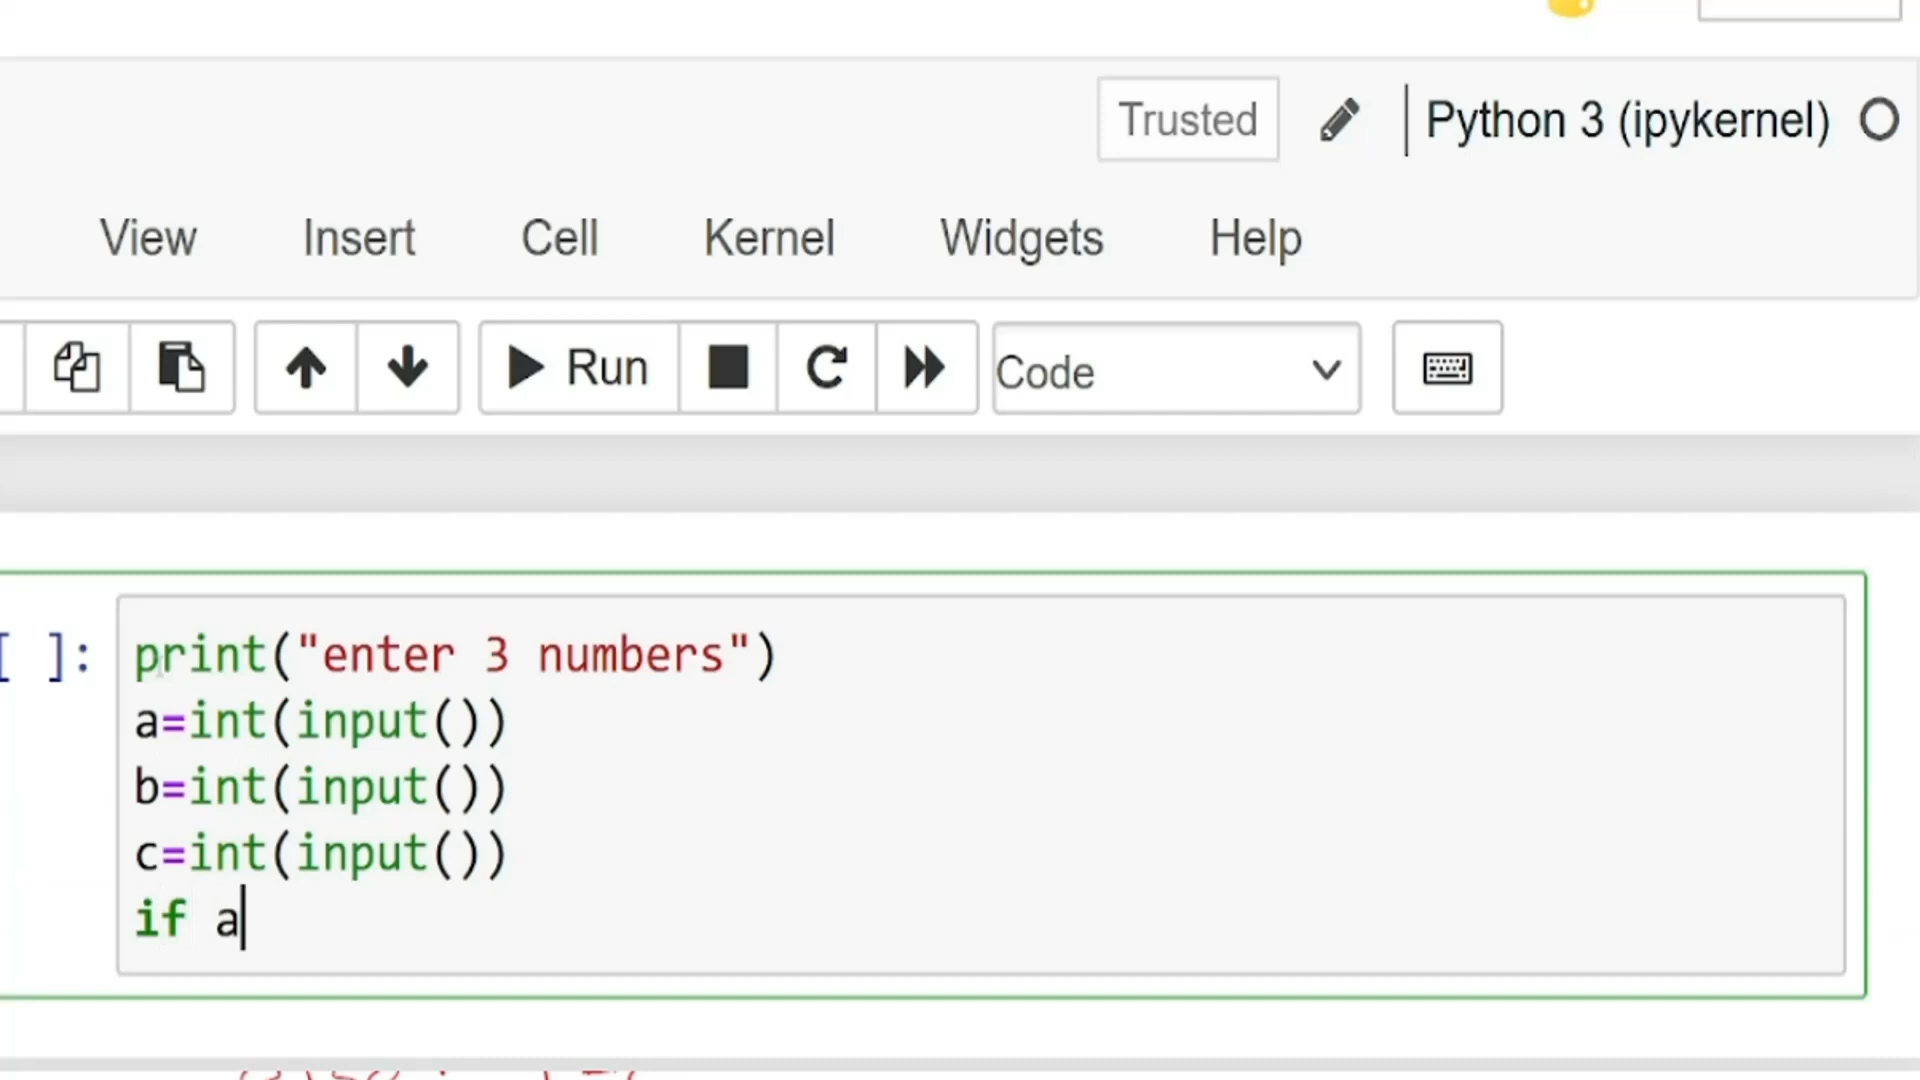 Trusted
Python 3 (ipykernel)
View Insert Cell Kernel Widgets Help
Run
Code
[ ]:
print("enter 3 numbers")
a=int(input())
b=int(input())
c=int(input())
if a